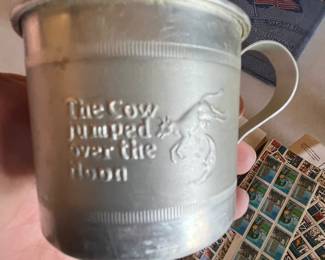 The Cow
jumped
over the
Moon